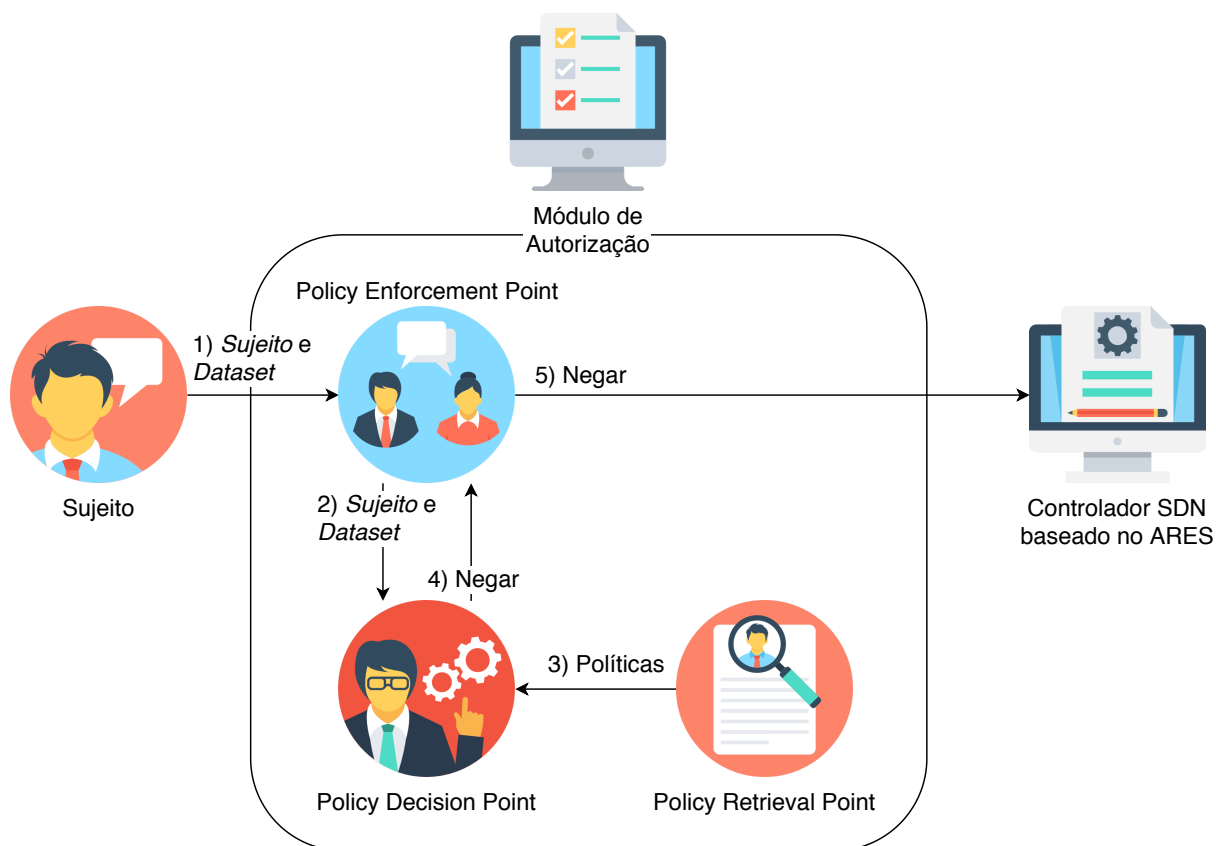 Módulo de
Autorização
Policy Enforcement Point
1) Sujeito e
Dataset
5) Negar
Sujeito
2) Sujeito e
Dataset
4) Negar
Controlador SDN
baseado no ARES
3) Políticas
Policy Decision Point
Policy Retrieval Point